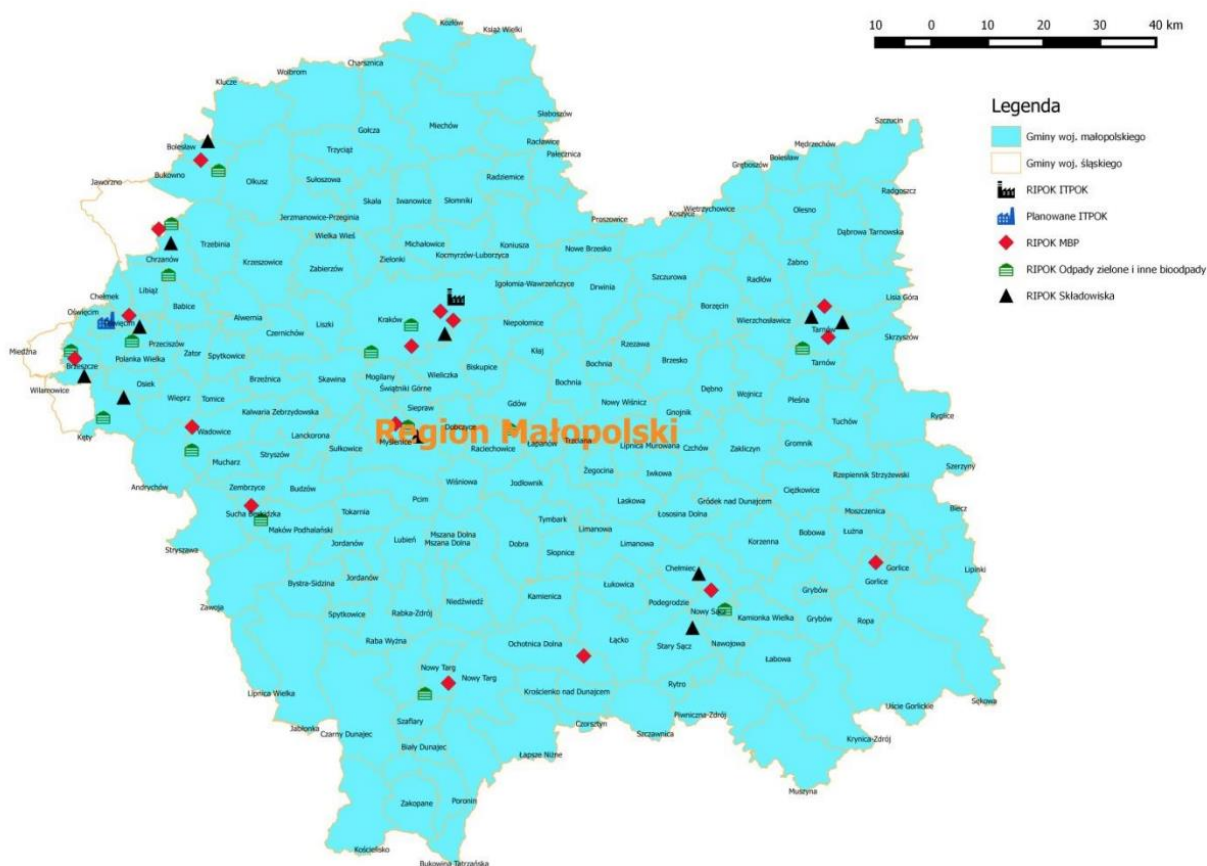 10 0 10 20 30 40 km
Legenda
Gminy woj. małopolskiego
Gminy woj. śląskiego
RIPOK ITPOK
Planowane ITPOK
RIPOK MBP
RIPOK Odpady zielone i inne bioodpady
RIPOK Składowiska
Kozłów
Książ Wielki
Charsznica
Wolbrom
Klucze
Słaboszów
Miechów
Gołcza
Racławice
Pałecznica
Bolesław
Trzyciąż
Bukowno
Olkusz
Sułoszowa
Radziemice
Jaworzno
Skała
Iwanowice
Słomniki
Jerzmanowice-Przeginia
Proszowice
Koszyce
Wielka Wieś
Szczucin
Mędrzechów
Bolesław
Gręboszów
Radgoszcz
Wietrzychowice
Olesno
Dąbrowa Tarnowska
Trzebinia
Michałowice
Koniusza
Nowe Brzesko
Chrzanów
Krzeszowice
Zabierzów
Zielonki
Kocmyrzów-Luborzyca
Żabno
Szczurowa
Radłów
Igołomia-Wawrzeńczyce
Drwinia
Libiąż
Chełmek
Babice
Borzęcin
Lisia Góra
Oświęcim
Oświęcim
Alwernia
Kraków
Wierzchosławice
Liszki
Niepołomice
Czernichów
Tarnów
Skrzyszów
Przeciszów
Rzezawa
Miedźna
Zator
Kłaj
Polanka Wielka
Spytkowice
Bochnia
Brzesko
Tarnów
Brzeszcze
Biskupice
Osiek
Brzeźnica
Skawina
Mogilany
Wieliczka
Bochnia
Wilamowice
Świątniki Górne
Dębno
Wojnicz
Wieprz
Tomice
Gdów
Nowy Wiśnicz
Pleśna
Siepraw
Kalwaria Zebrzydowska
Gnojnik
Tuchów
Ryglice
Kęty
Wadowice
Lanckorona
Region Małopolski
Dobczyce
Myślenice
Łapanów
Trzciana
Lipnica Murowana
Czchów
Zakliczyn
Gromnik
Sułkowice
Raciechowice
Stryszów
Mucharz
Żegocina
Iwkowa
Rzepiennik Strzyżewski
Szerzyny
Andrychów
Zembrzyce
Budzów
Wiśniowa
Jodłownik
Ciężkowice
Pcim
Laskowa
Gródek nad Dunajcem
Łososina Dolna
Moszczenica
Biecz
Sucha Beskidzka
Tokarnia
Tymbark
Maków Podhalański
Limanowa
Bobowa
Łużna
Mszana Dolna
Lubień
Mszana Dolna
Jordanów
Dobra
Limanowa
Korzenna
Stryszawa
Słopnice
Chełmiec
Gorlice
Lipinki
Bystra-Sidzina
Jordanów
Łukowica
Gorlice
Grybów
Kamienica
Niedźwiedź
Podegrodzie
Zawoja
Spytkowice
Rabka-Zdrój
Nowy Sącz
Kamionka Wielka
Grybów
Ropa
Raba Wyżna
Ochotnica Dolna
Łącko
Stary Sącz
Nawojowa
Łabowa
Nowy Targ
Nowy Targ
Rytro
Lipnica Wielka
Krościenko nad Dunajcem
Sękowa
Uście Gorlickie
Piwniczna-Zdrój
Szaflary
Czorsztyn
Jabłonka
Czarny Dunajec
Szczawnica
Krynica-Zdrój
Biały Dunajec
Łapsze Niżne
Muszyna
Zakopane
Poronin
Kościelisko
Bukowina Tatrzańska